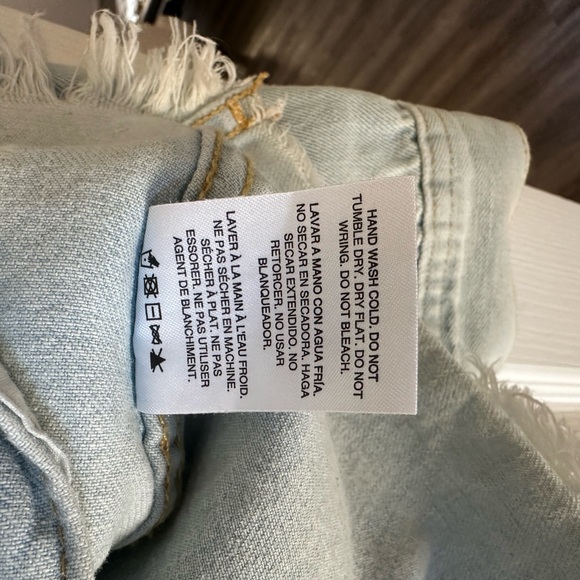 HAND WASH COLD. DO NOT
TUMBLE DRY. DRY FLAT. DO NOT
WRING. DO NOT BLEACH.
LAVAR A MANO CON AGUA FRÍA.
NO SECAR EN SECADORA. HAGA
SECAR EXTENDIDO. NO
RETORCER. NO USAR
BLANQUEADOR.
LAVER À LA MAIN À L'EAU FROID.
NE PAS SÉCHER EN MACHINE.
SÉCHER À PLAT. NE PAS
ESSORER. NE PAS UTILISER
AGENT DE BLANCHIMENT.